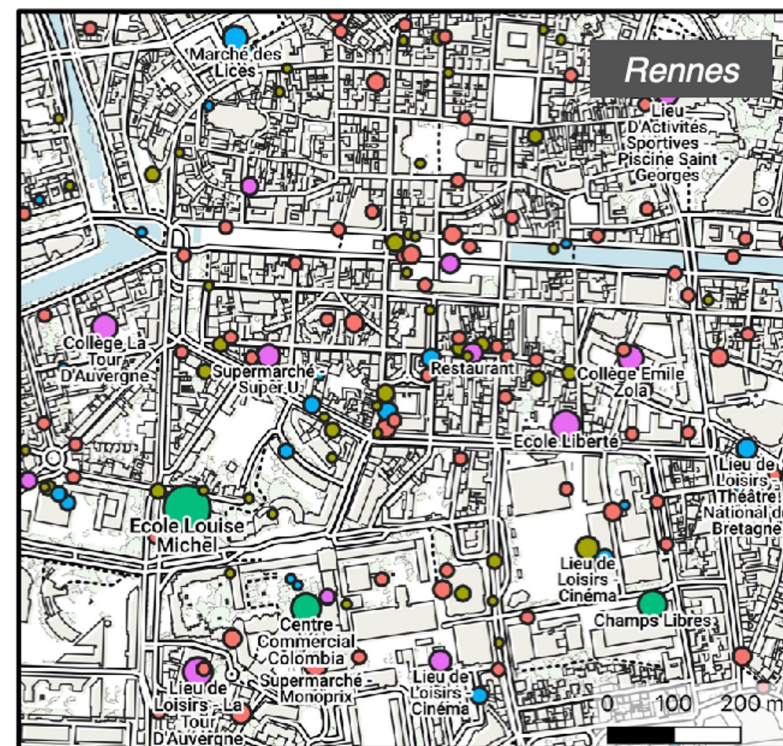 Marché des
Lices
Rennes
Lieu
D'Activités
Sportives -
Piscine Saint
Georges
Collège La
Tour
D'Auvergne
Supermarché -
Super U
Restaurant
Collège Emile
Zola
Ecole Liberté
Lieu de
Loisirs -
Théâtre
National de
Bretagne
Ecole Louise
Michel
Lieu de
Loisirs -
Cinéma
Centre
Commercial
Colombia
Champs Libres
Supermarché -
Monoprix
Lieu de
Loisirs - La
Tour
D'Auvergne
Lieu de
Loisirs -
Cinéma
0 100 200 m